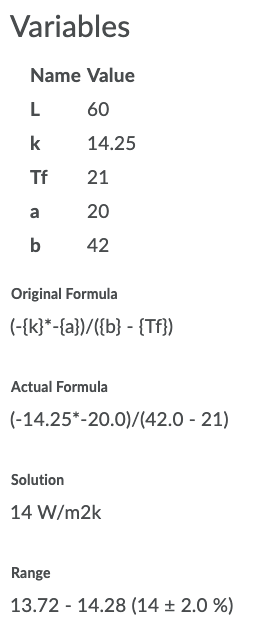 Variables
Name Value
L 60
k 14.25
Tf 21
a 20
b 42
Original Formula
(-{k}*-{a})/({b} - {Tf})
Actual Formula
(-14.25*-20.0)/(42.0 - 21)
Solution
14 W/m2k
Range
13.72 - 14.28 (14 ± 2.0 %)